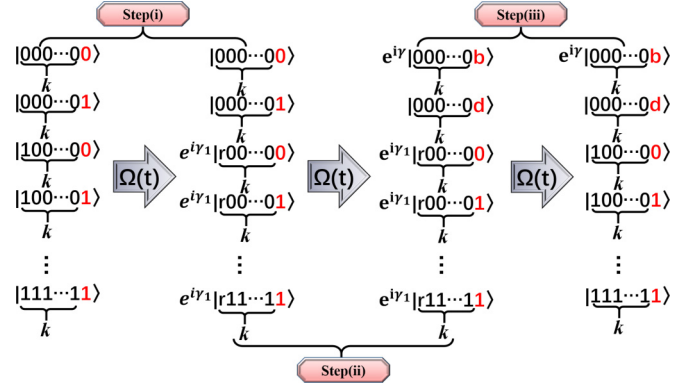 Step(i) Step(iii)
|000···00⟩ |000···00⟩ e^{iγ}|000···0b⟩ e^{iγ}|000···0b⟩
k k k k
|000···01⟩ |000···01⟩ |000···0d⟩ |000···0d⟩
k k k k
|100···00⟩ e^{iγ₁}|r00···00⟩ e^{iγ₁}|r00···00⟩ |100···00⟩
Ω(t) Ω(t) Ω(t)
k k k k
|100···01⟩ e^{iγ₁}|r00···01⟩ e^{iγ₁}|r00···01⟩ |100···01⟩
k k k k
⋮ ⋮ ⋮ ⋮
|111···11⟩ e^{iγ₁}|r11···11⟩ e^{iγ₁}|r11···11⟩ |111···11⟩
k k k k
Step(ii)